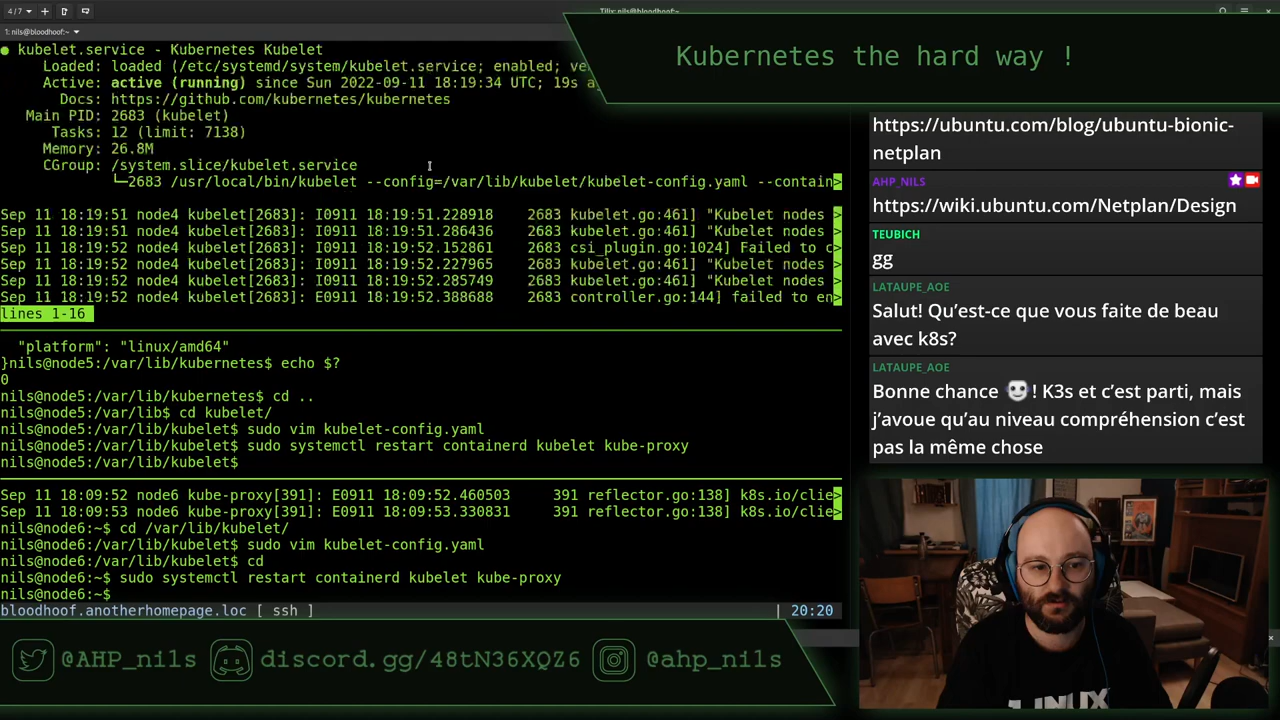 4/7
1: nils@bloodhoof:~
Tilix: nils@bloodhoof:~
Kubernetes the hard way !
● kubelet.service - Kubernetes Kubelet
Loaded: loaded (/etc/systemd/system/kubelet.service; enabled; ve
Active: active (running) since Sun 2022-09-11 18:19:34 UTC; 19s a
Docs: https://github.com/kubernetes/kubernetes
Main PID: 2683 (kubelet)
Tasks: 12 (limit: 7138)
Memory: 26.8M
CGroup: /system.slice/kubelet.service
└─2683 /usr/local/bin/kubelet --config=/var/lib/kubelet/kubelet-config.yaml --contain>
Sep 11 18:19:51 node4 kubelet[2683]: I0911 18:19:51.228918 2683 kubelet.go:461] "Kubelet nodes >
Sep 11 18:19:51 node4 kubelet[2683]: I0911 18:19:51.286436 2683 kubelet.go:461] "Kubelet nodes >
Sep 11 18:19:52 node4 kubelet[2683]: I0911 18:19:52.152861 2683 csi_plugin.go:1024] Failed to c>
Sep 11 18:19:52 node4 kubelet[2683]: I0911 18:19:52.227965 2683 kubelet.go:461] "Kubelet nodes >
Sep 11 18:19:52 node4 kubelet[2683]: I0911 18:19:52.285749 2683 kubelet.go:461] "Kubelet nodes >
Sep 11 18:19:52 node4 kubelet[2683]: E0911 18:19:52.388688 2683 controller.go:144] failed to en>
lines 1-16
"platform": "linux/amd64"
}nils@node5:/var/lib/kubernetes$ echo $?
0
nils@node5:/var/lib/kubernetes$ cd ..
nils@node5:/var/lib$ cd kubelet/
nils@node5:/var/lib/kubelet$ sudo vim kubelet-config.yaml
nils@node5:/var/lib/kubelet$ sudo systemctl restart containerd kubelet kube-proxy
nils@node5:/var/lib/kubelet$
Sep 11 18:09:52 node6 kube-proxy[391]: E0911 18:09:52.460503 391 reflector.go:138] k8s.io/clie>
Sep 11 18:09:53 node6 kube-proxy[391]: E0911 18:09:53.330831 391 reflector.go:138] k8s.io/clie>
nils@node6:~$ cd /var/lib/kubelet/
nils@node6:/var/lib/kubelet$ sudo vim kubelet-config.yaml
nils@node6:/var/lib/kubelet$ cd
nils@node6:~$ sudo systemctl restart containerd kubelet kube-proxy
nils@node6:~$
bloodhoof.anotherhomepage.loc [ ssh ] | 20:20
https://ubuntu.com/blog/ubuntu-bionic-
netplan
AHP_NILS
https://wiki.ubuntu.com/Netplan/Design
TEUBICH
gg
LATAUPE_AOE
Salut! Qu’est-ce que vous faite de beau
avec k8s?
LATAUPE_AOE
Bonne chance ! K3s et c’est parti, mais
j’avoue qu’au niveau compréhension c’est
pas la même chose
LINUX
@AHP_nils discord.gg/48tN36XQZ6 @ahp_nils